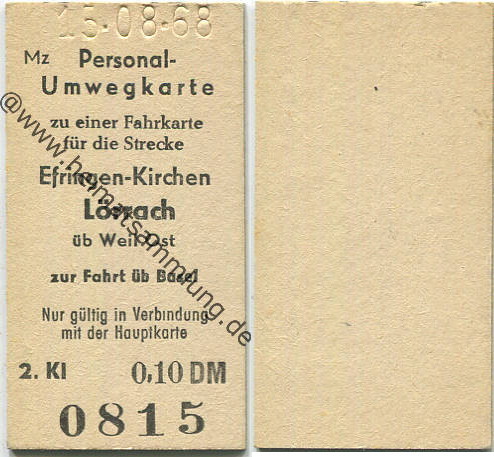 15·08·68
Mz Personal-
Umwegkarte
zu einer Fahrkarte
für die Strecke
Efringen-Kirchen
Lörrach
üb Weil Ost
zur Fahrt üb Basel
Nur gültig in Verbindung
mit der Hauptkarte
2. Kl 0,10 DM
0815
@www.heimatsammlung.de